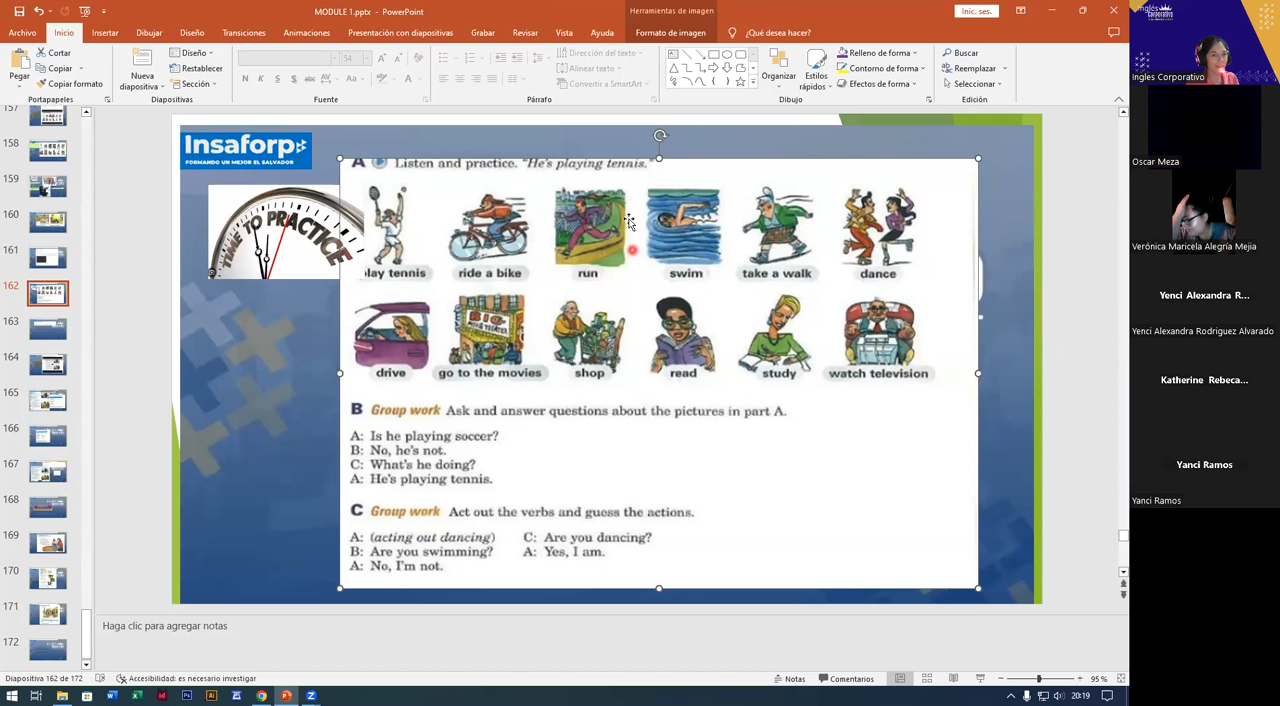 MODULE 1.pptx - PowerPoint
Herramientas de imagen
Inic. ses.
Archivo
Inicio
Insertar
Dibujar
Diseño
Transiciones
Animaciones
Presentación con diapositivas
Grabar
Revisar
Vista
Ayuda
Formato de imagen
¿Qué desea hacer?
Pegar
Cortar
Copiar
Copiar formato
Portapapeles
Nueva diapositiva
Diseño
Restablecer
Sección
Diapositivas
54
N K S S
Aa
Fuente
Dirección del texto
Alinear texto
Convertir a SmartArt
Párrafo
Organizar
Estilos rápidos
Relleno de forma
Contorno de forma
Efectos de forma
Dibujo
Buscar
Reemplazar
Seleccionar
Edición
157
158
159
160
161
162
163
164
165
166
167
168
169
170
171
172
Insaforp
FORMANDO UN MEJOR EL SALVADOR
TIME TO PRACTICE
A Listen and practice. "He's playing tennis."
lay tennis
ride a bike
run
swim
take a walk
dance
BIG
drive
go to the movies
shop
read
study
watch television
B Group work Ask and answer questions about the pictures in part A.
A: Is he playing soccer?
B: No, he's not.
C: What's he doing?
A: He's playing tennis.
C Group work Act out the verbs and guess the actions.
A: (acting out dancing)
B: Are you swimming?
A: No, I'm not.
C: Are you dancing?
A: Yes, I am.
Haga clic para agregar notas
Diapositiva 162 de 172
Accesibilidad: es necesario investigar
Notas
Comentarios
95 %
20:19
Inglés
Corporativo
Ingles Corporativo
Oscar Meza
Verónica Maricela Alegría Mejia
Yenci Alexandra R...
Yenci Alexandra Rodriguez Alvarado
Katherine Rebeca...
Yanci Ramos
Yanci Ramos